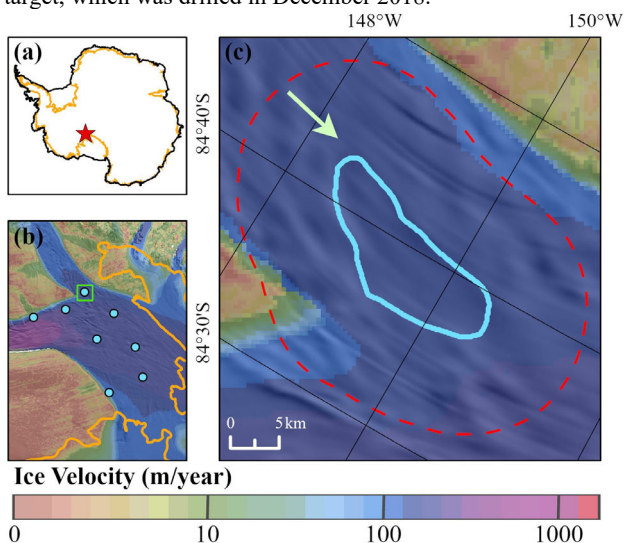 target, which was drilled in December 2018.
148°W 150°W
(a) (c)
84°40'S
(b)
84°30'S
0 5km
Ice Velocity (m/year)
0 10 100 1000